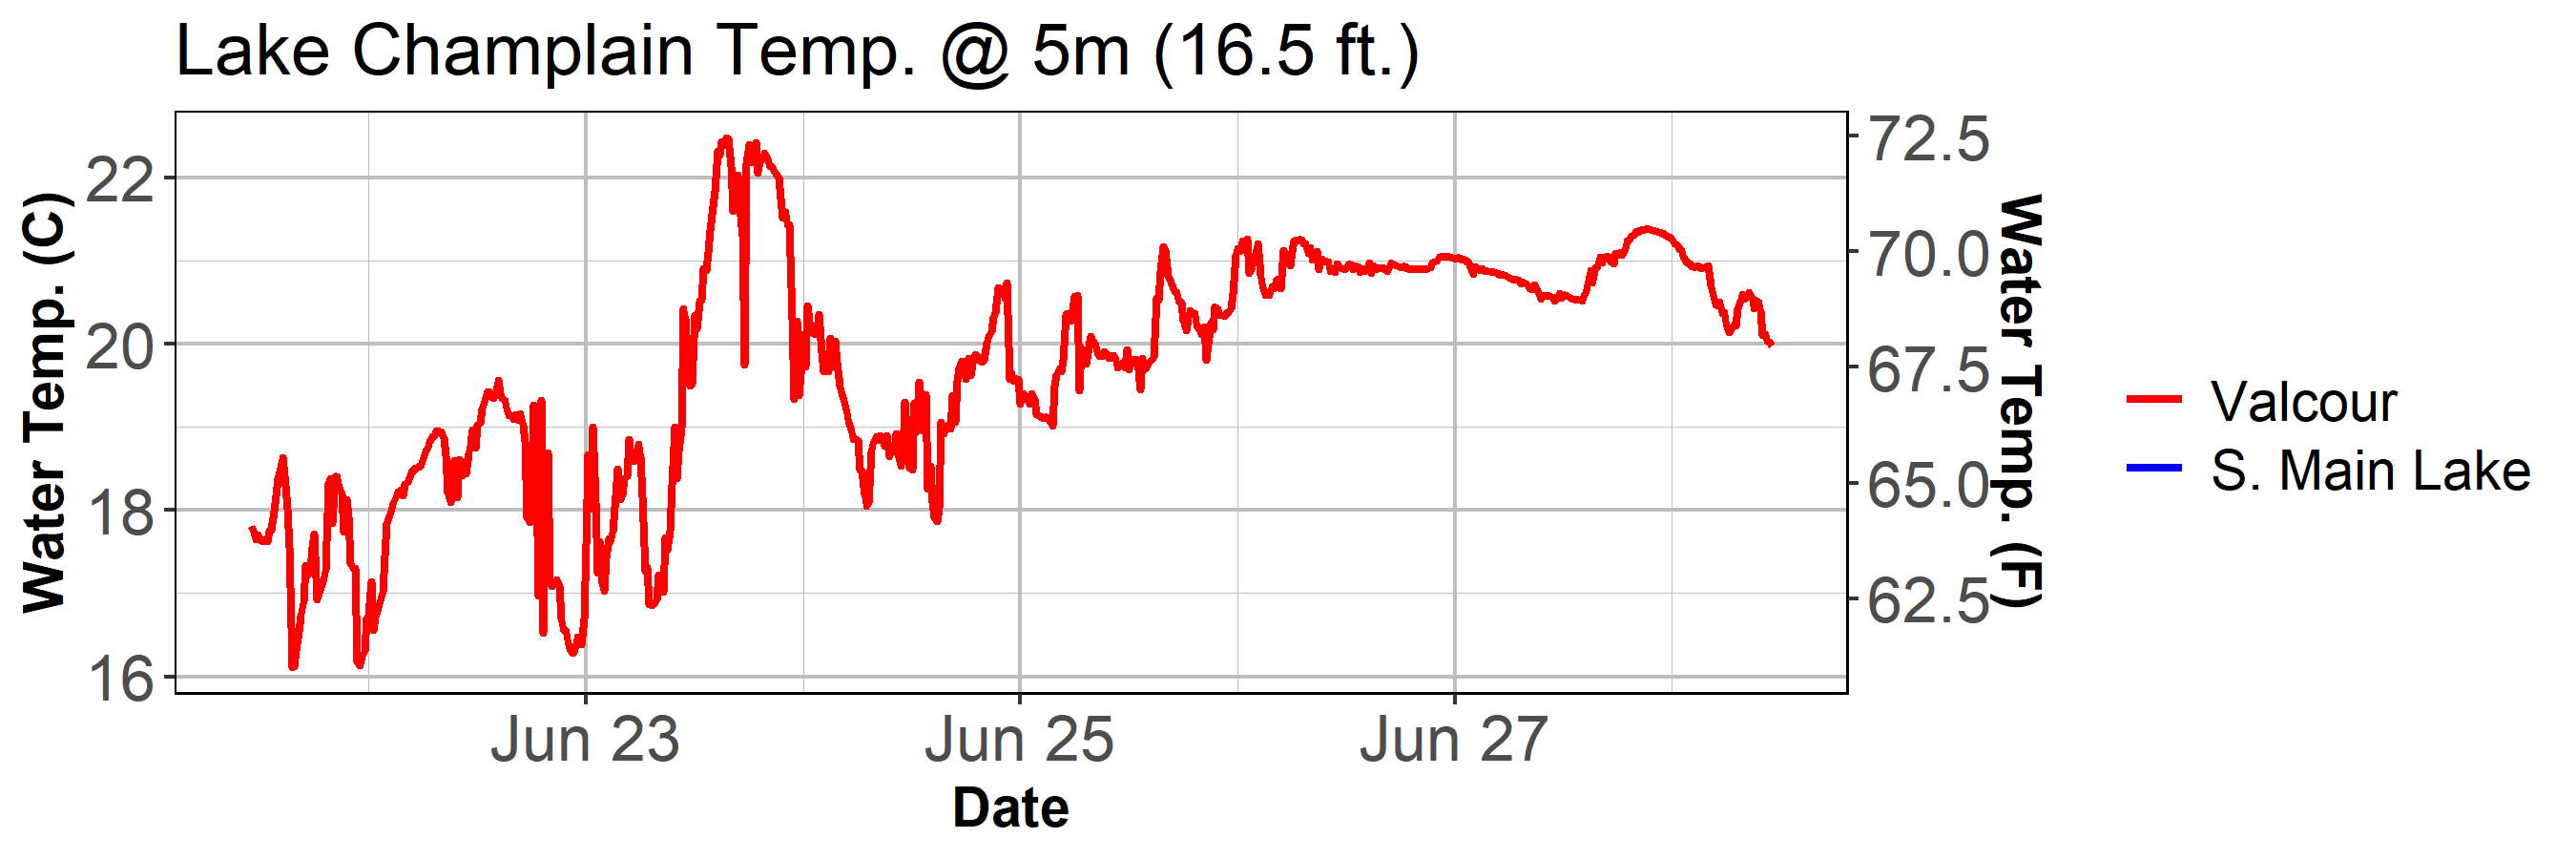 Lake Champlain Temp. @ 5m (16.5 ft.)
Water Temp. (C)
22
20
18
16
72.5
70.0
67.5
65.0
62.5
Water Temp. (F)
Valcour
S. Main Lake
Jun 23
Jun 25
Jun 27
Date